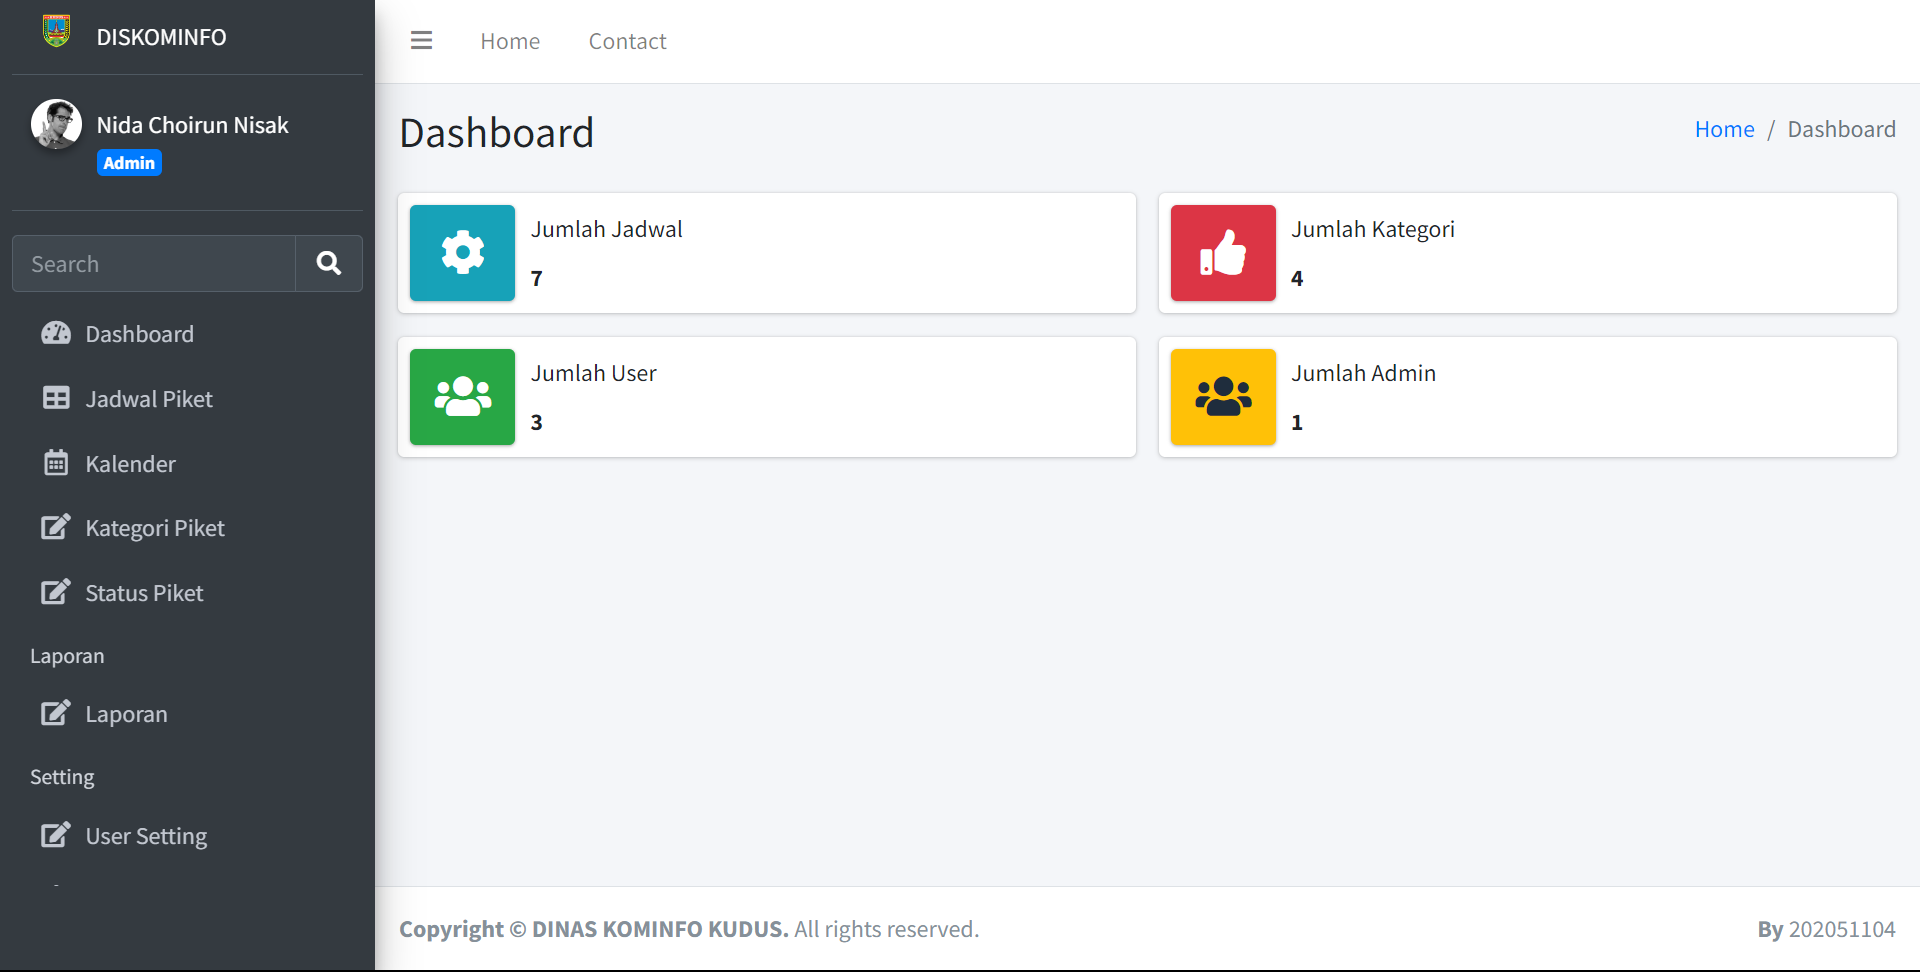 DISKOMINFO
Nida Choirun Nisak
Admin
Search
Dashboard
Jadwal Piket
Kalender
Kategori Piket
Status Piket
Laporan
Laporan
Setting
User Setting
Home
Contact
Dashboard
Home / Dashboard
Jumlah Jadwal
7
Jumlah Kategori
4
Jumlah User
3
Jumlah Admin
1
Copyright © DINAS KOMINFO KUDUS. All rights reserved.
By 202051104